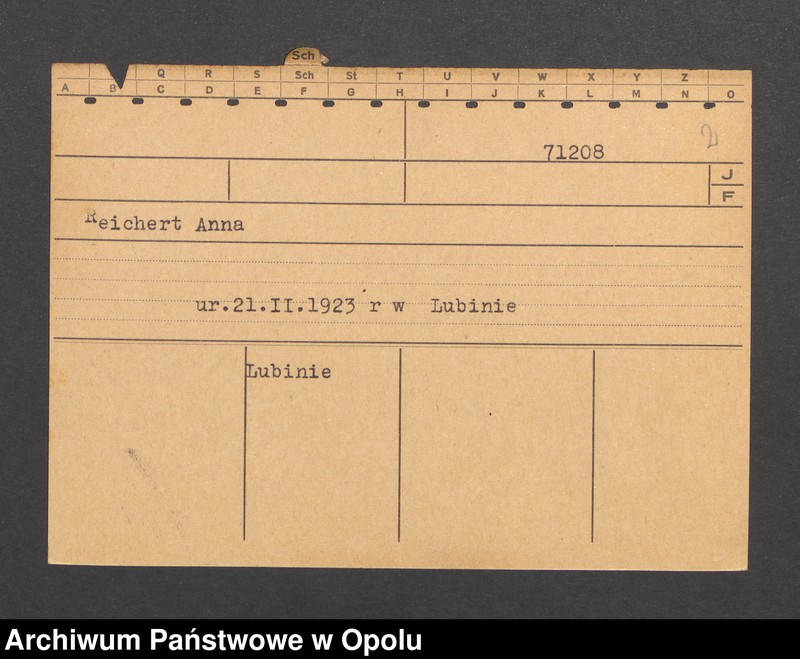 Sch
Q R S Sch St T U V W X Y Z
A B C D E F G H I J K L M N O
2
71208
J
F
Reichert Anna
ur.21.II.1923 r w Lubinie
Lubinie
Archiwum Państwowe w Opolu